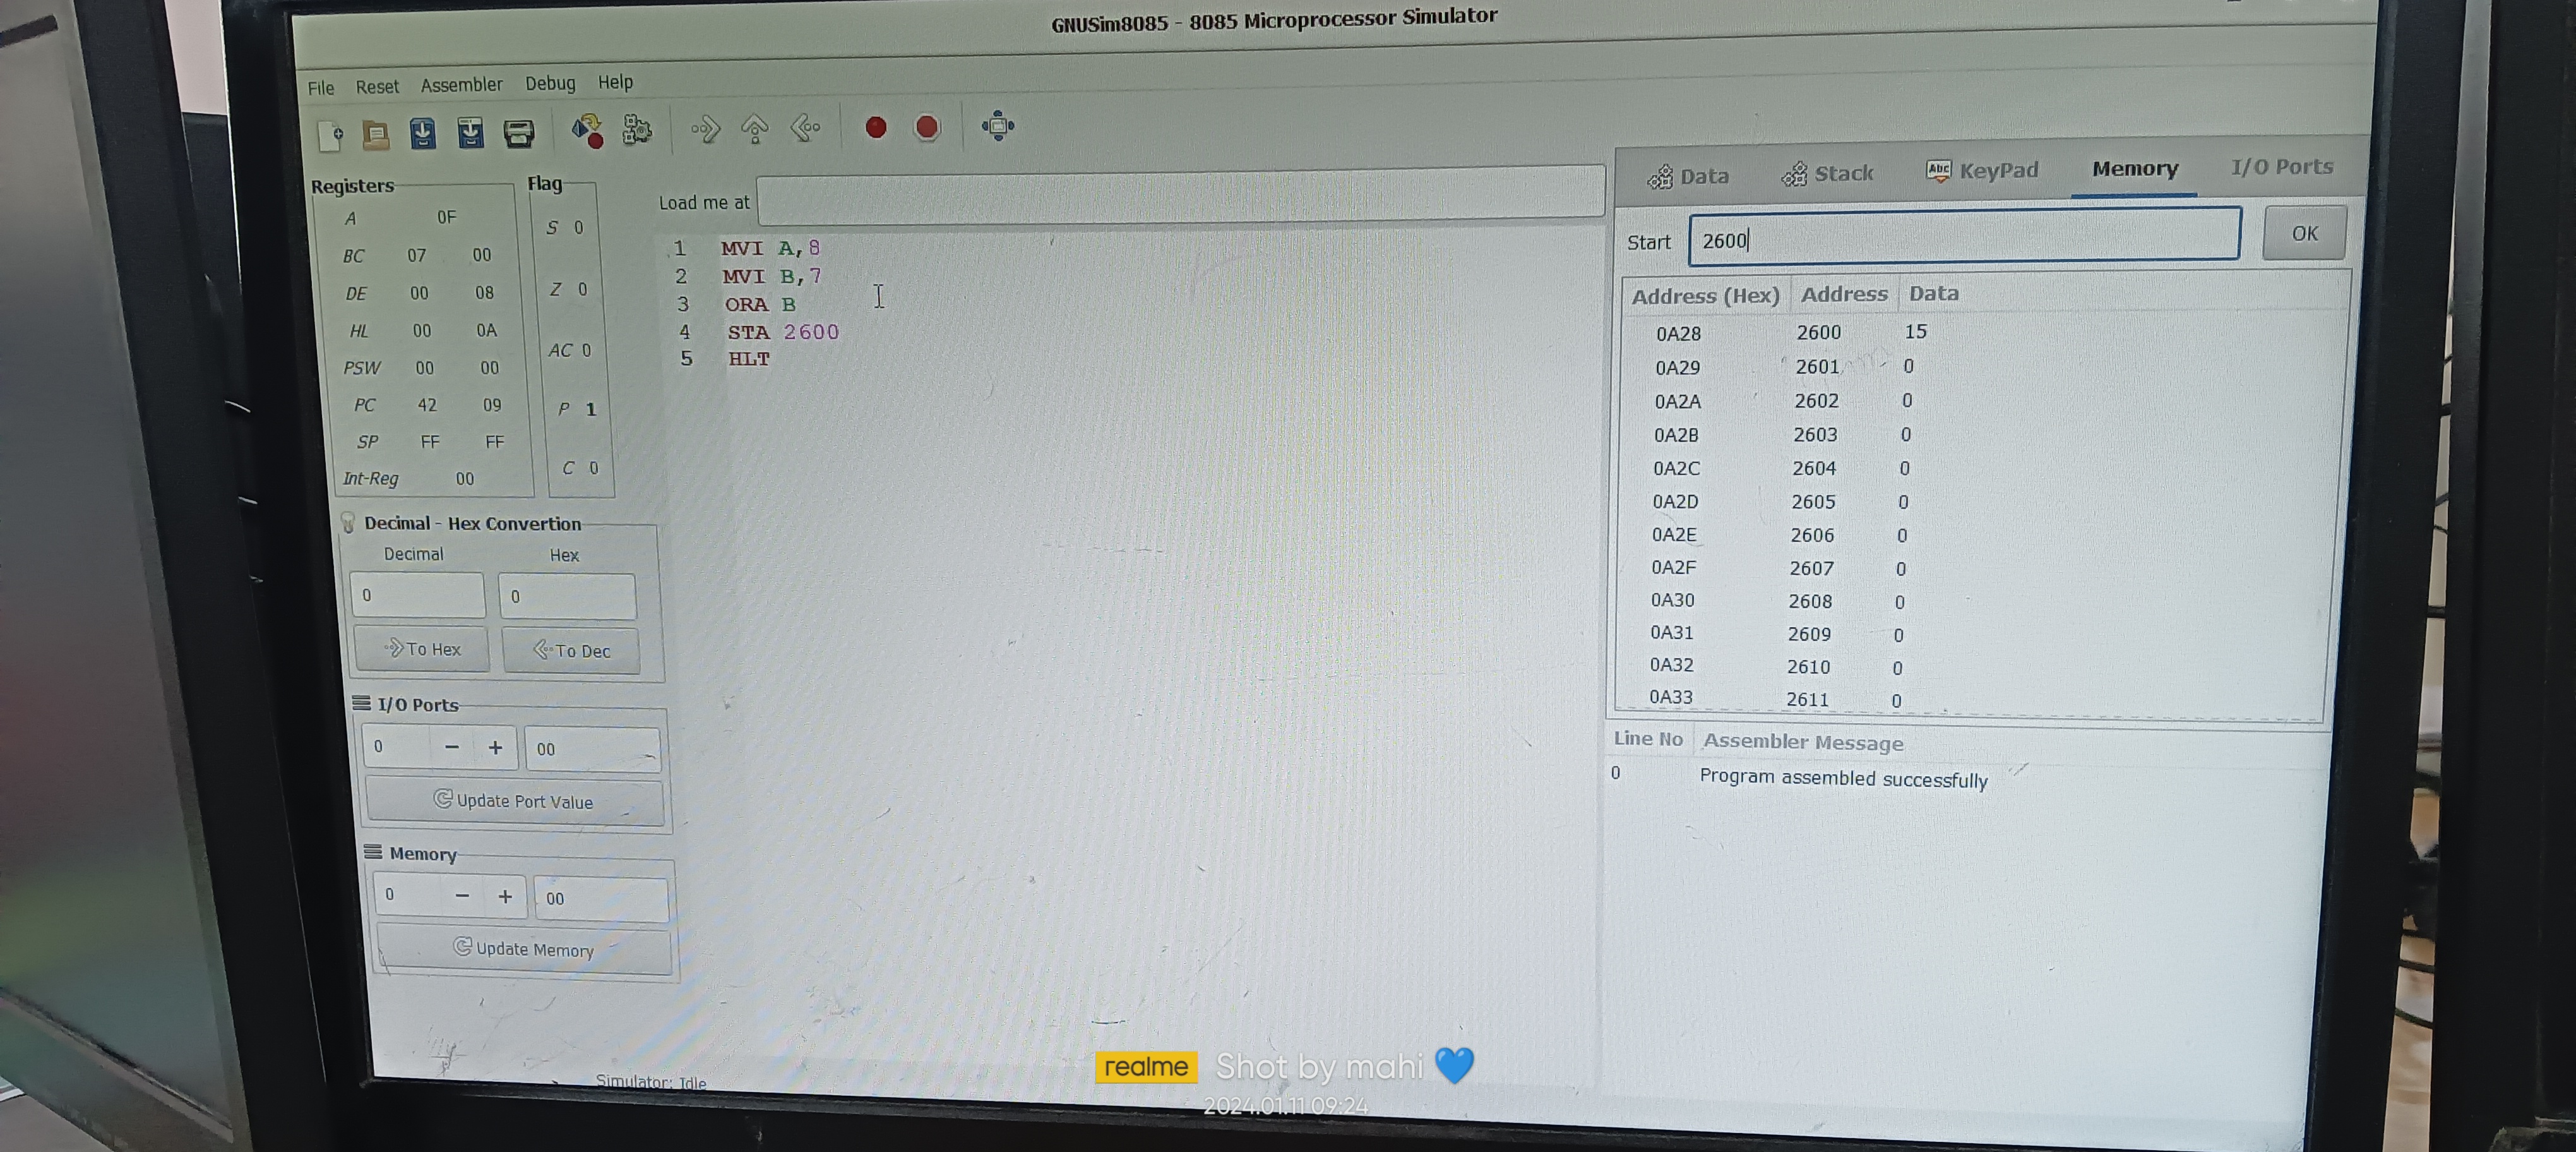 GNUSim8085 - 8085 Microprocessor Simulator
File Reset Assembler Debug Help
Registers
A 0F
BC 07 00
DE 00 08
HL 00 0A
PSW 00 00
PC 42 09
SP FF FF
Int-Reg 00
Flag
S 0
Z 0
AC 0
P 1
C 0
Decimal - Hex Convertion
Decimal Hex
0 0
To Hex To Dec
I/O Ports
0 - + 00
Update Port Value
Memory
0 - + 00
Update Memory
Simulator: Idle
Load me at
1 MVI A,8
2 MVI B,7
3 ORA B
4 STA 2600
5 HLT
Data Stack KeyPad Memory I/O Ports
Start 2600 OK
Address (Hex) Address Data
0A28 2600 15
0A29 2601 0
0A2A 2602 0
0A2B 2603 0
0A2C 2604 0
0A2D 2605 0
0A2E 2606 0
0A2F 2607 0
0A30 2608 0
0A31 2609 0
0A32 2610 0
0A33 2611 0
Line No Assembler Message
0 Program assembled successfully
realme Shot by mahi 💙
2024.01.11 09:24